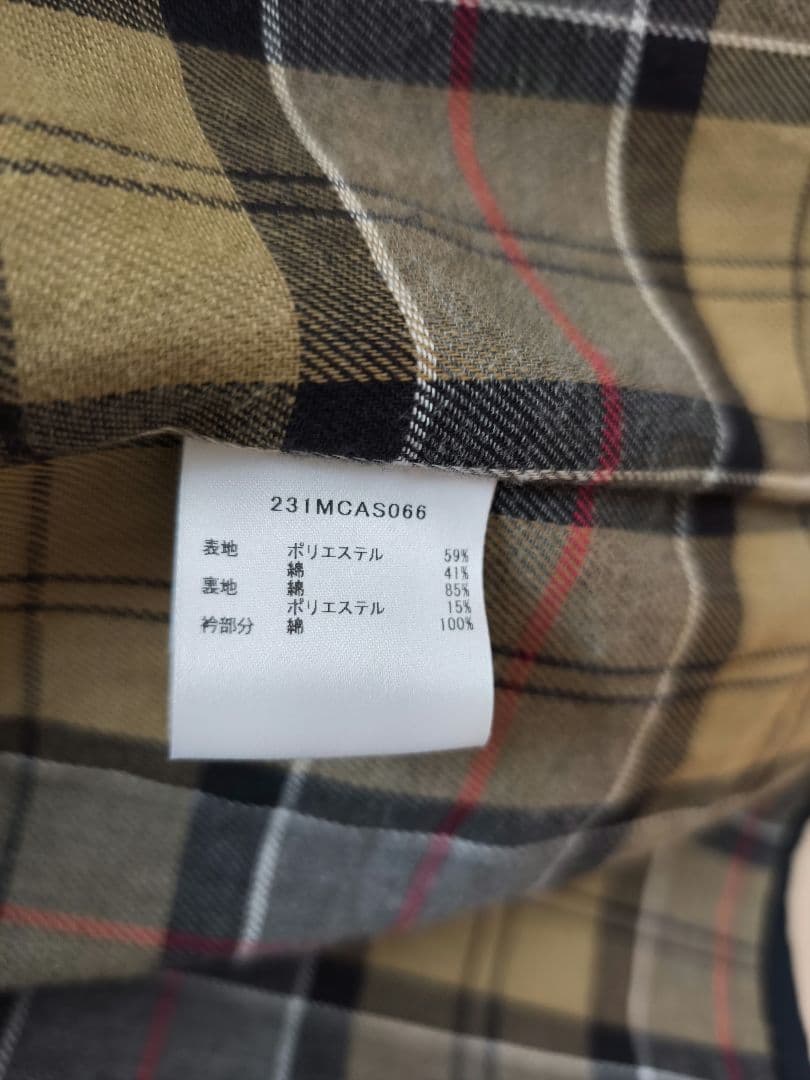 231MCAS066
表地 ポリエステル 59%
綿 41%
裏地 綿 85%
ポリエステル 15%
衿部分 綿 100%